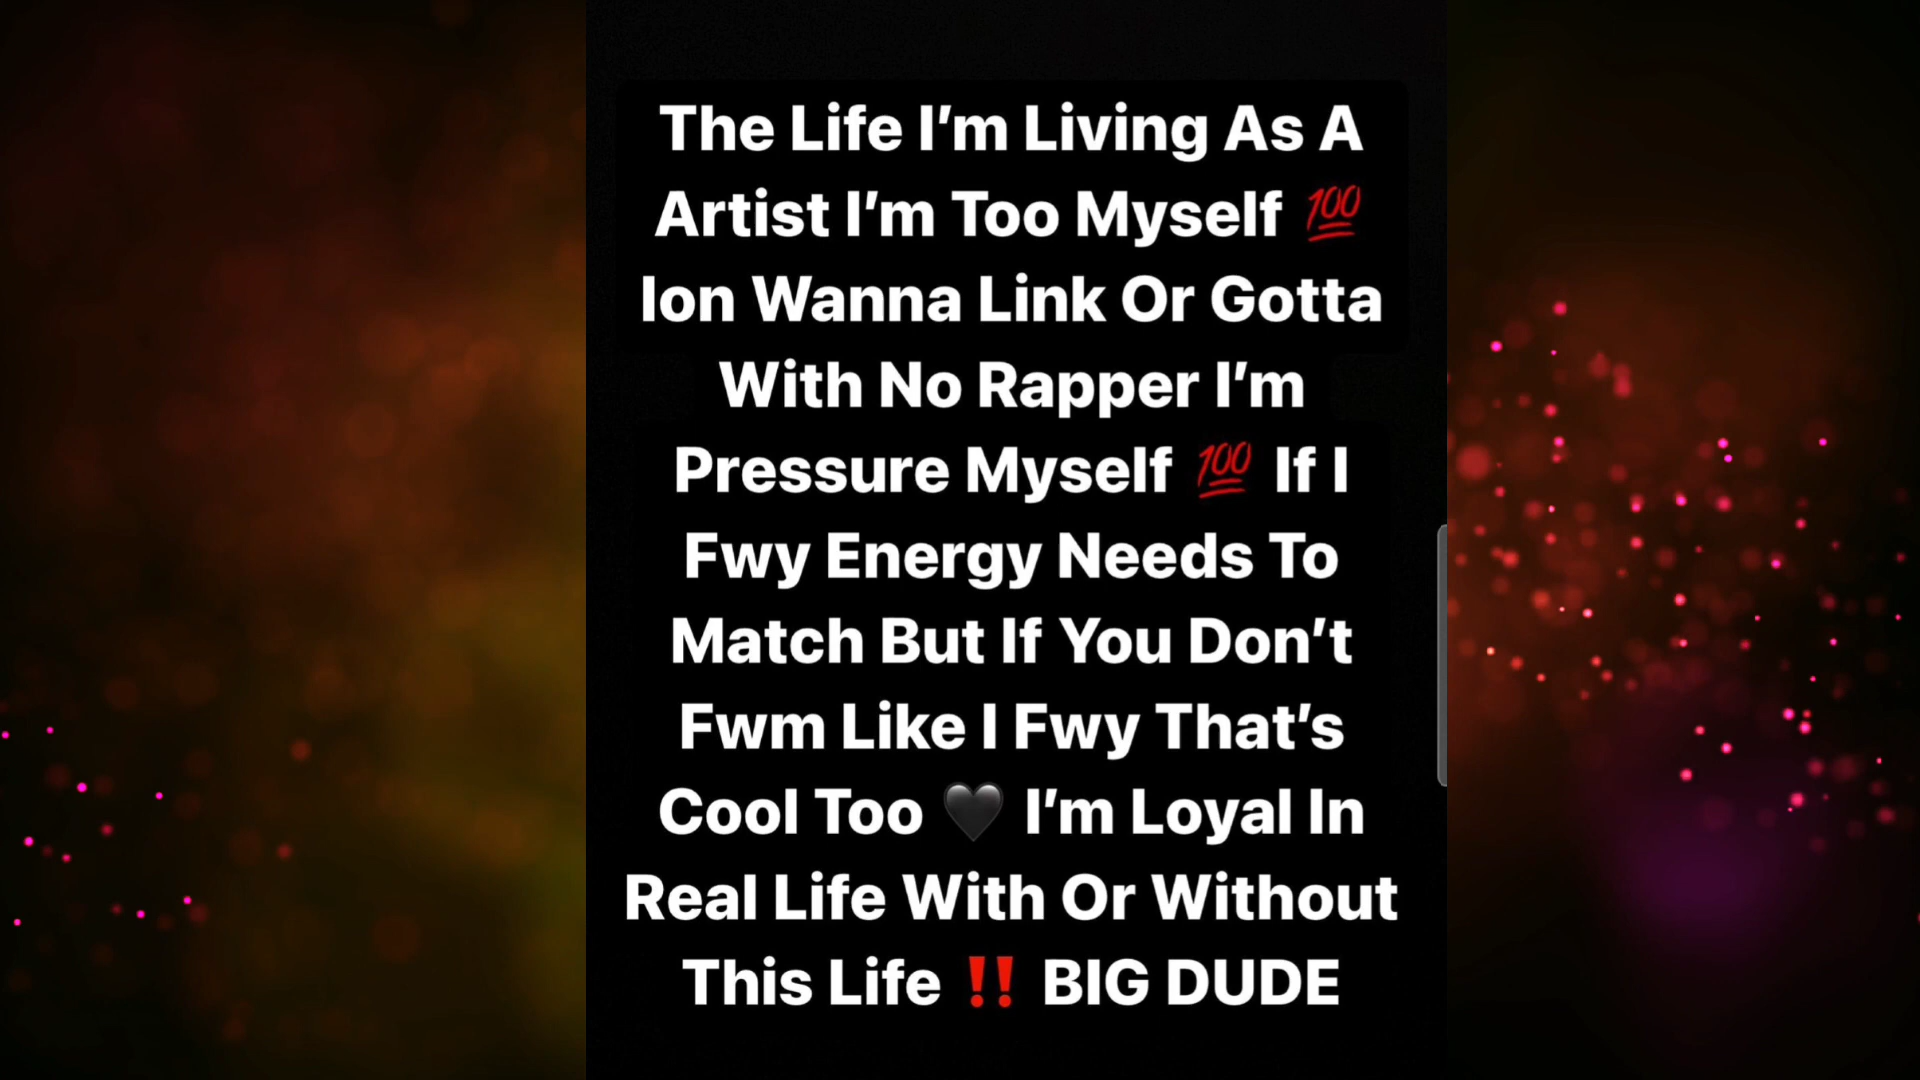 The Life I’m Living As A
Artist I’m Too Myself 💯
Ion Wanna Link Or Gotta
With No Rapper I’m
Pressure Myself 💯 If I
Fwy Energy Needs To
Match But If You Don’t
Fwm Like I Fwy That’s
Cool Too 🖤 I’m Loyal In
Real Life With Or Without
This Life ‼️ BIG DUDE